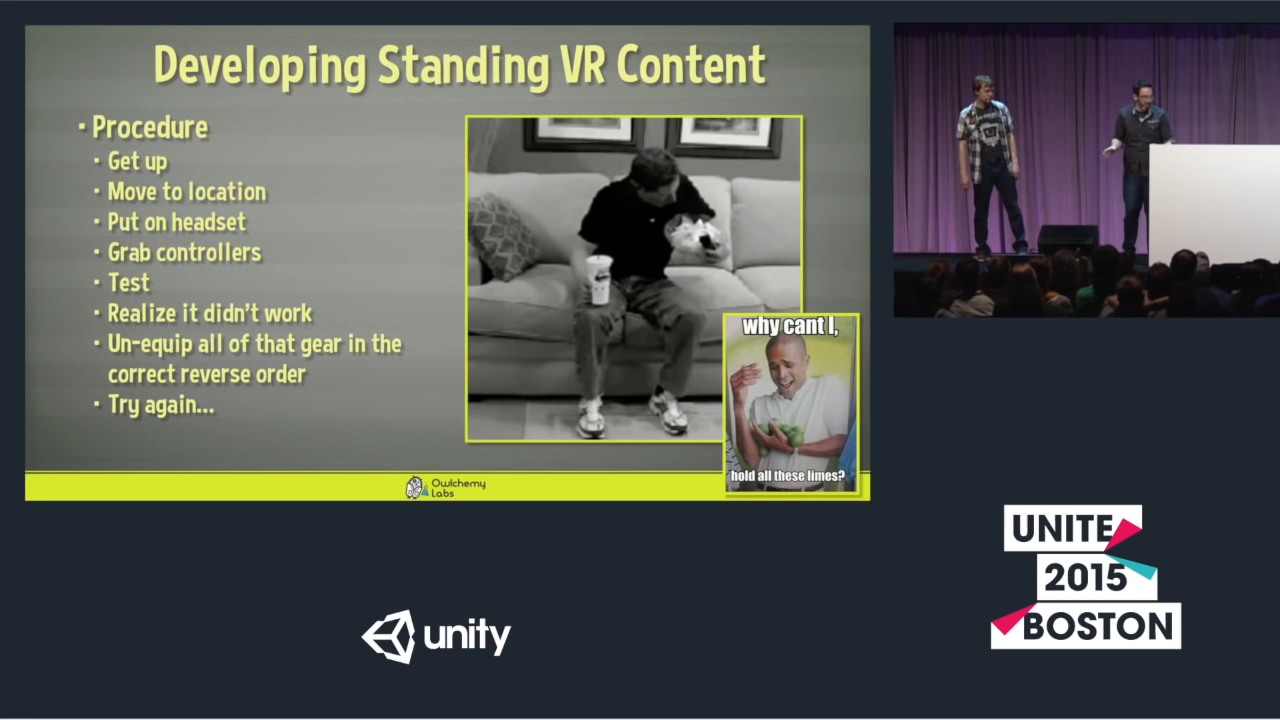 Developing Standing VR Content
· Procedure
· Get up
· Move to location
· Put on headset
· Grab controllers
· Test
· Realize it didn't work
· Un-equip all of that gear in the
correct reverse order
· Try again...
why cant I,
hold all these limes?
Owlchemy
Labs
unity
UNITE
2015
BOSTON